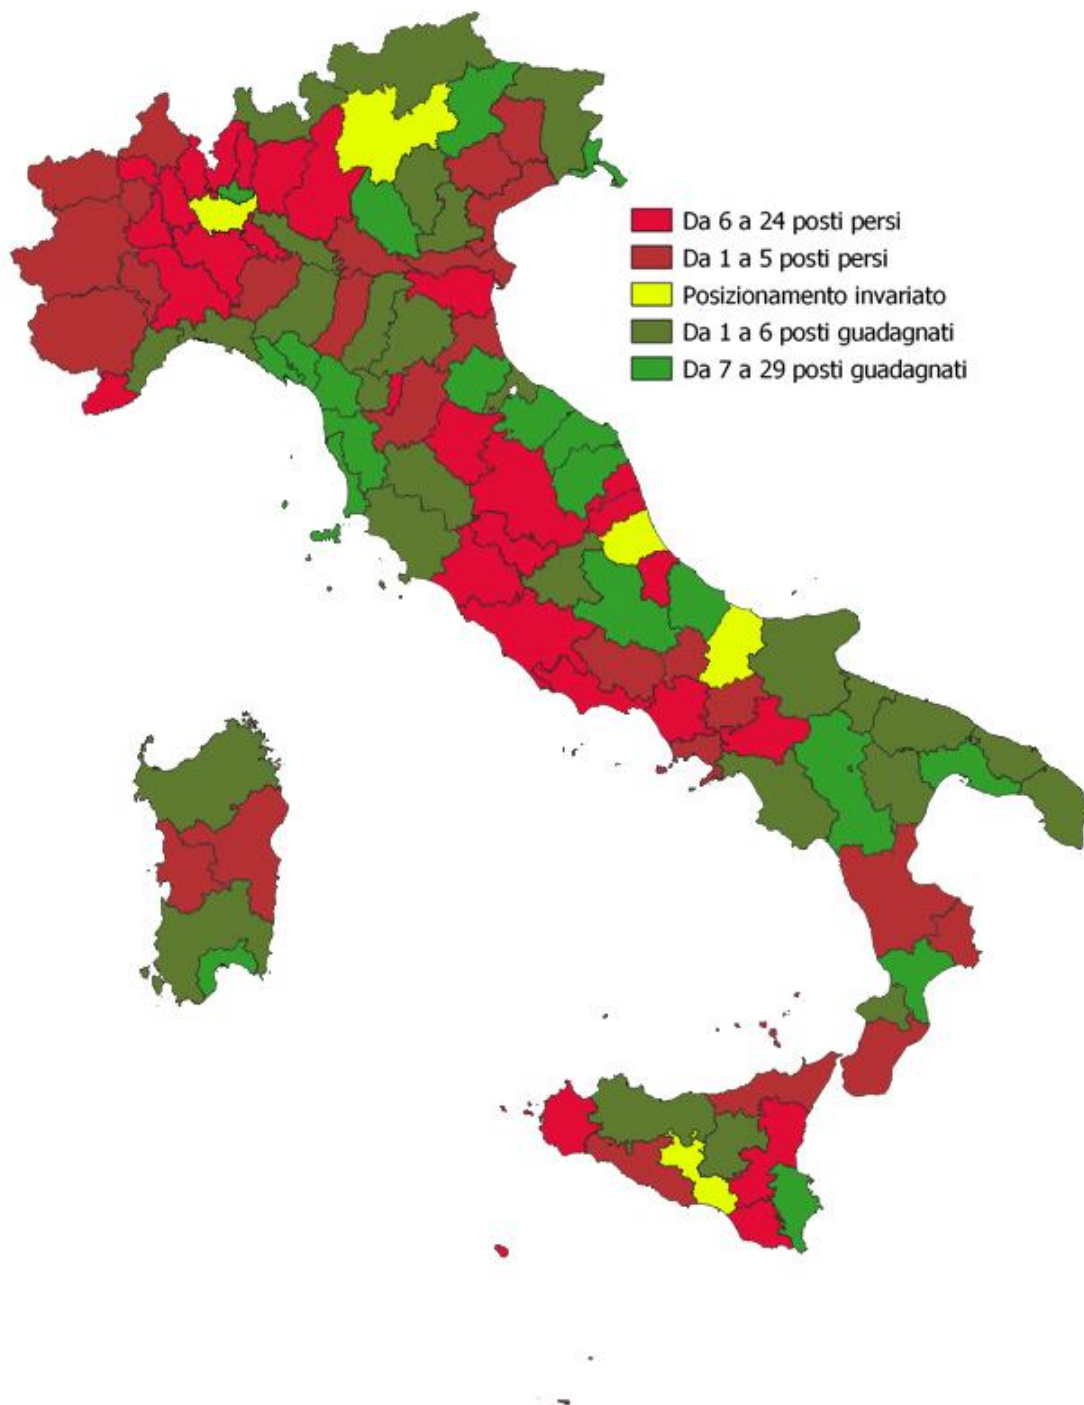 Da 6 a 24 posti persi
Da 1 a 5 posti persi
Posizionamento invariato
Da 1 a 6 posti guadagnati
Da 7 a 29 posti guadagnati